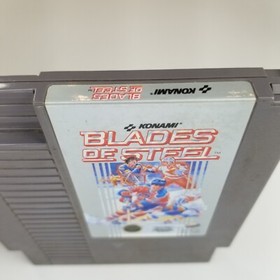 BLADES
OF STEEL
KONAMI
KONAMI
BLADES
OF STEEL